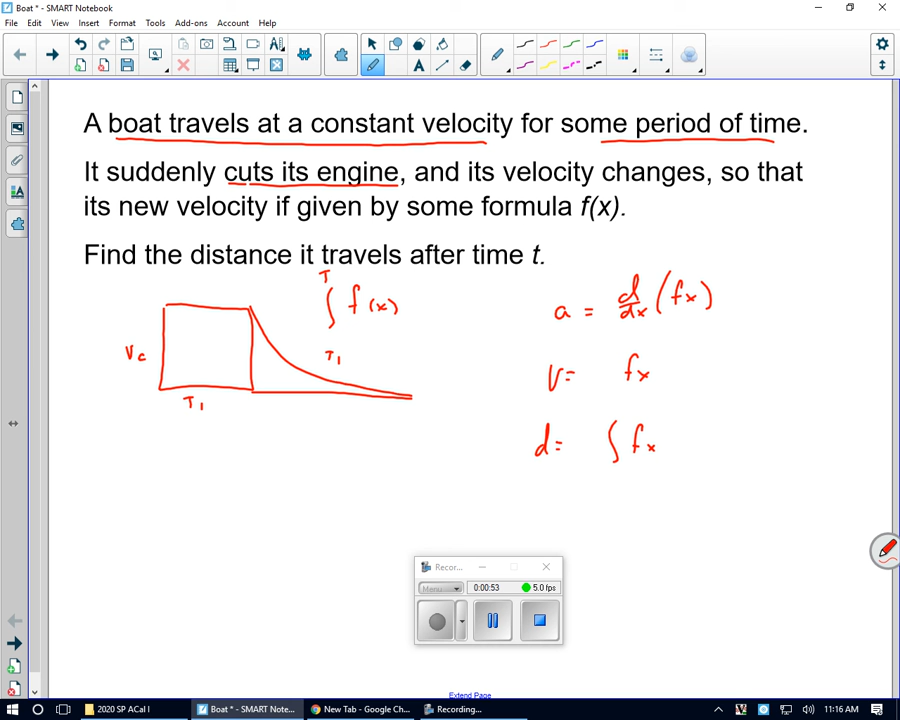 Boat * - SMART Notebook
File Edit View Insert Format Tools Add-ons Account Help
A boat travels at a constant velocity for some period of time.
It suddenly cuts its engine, and its velocity changes, so that
its new velocity if given by some formula f(x).
Find the distance it travels after time t.
T
∫ f(x)
T1
Vc
T1
a = d/dx (fx)
v= fx
d= ∫ fx
Recor...
Menu 0:00:53 5.0 fps
Extend Page
2020 SP ACal I Boat * - SMART Note... New Tab - Google Ch... Recording... 11:16 AM